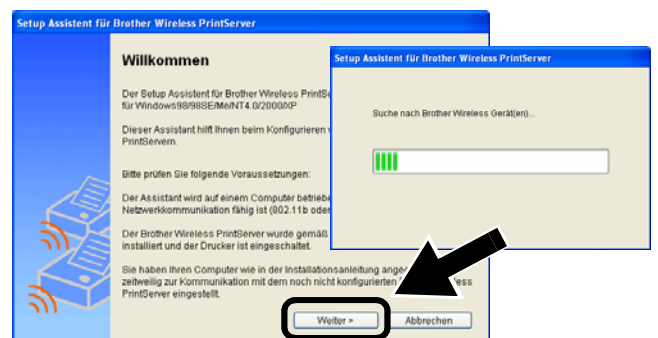 Setup Assistent für Brother Wireless PrintServer
Willkommen
Der Setup Assistent für Brother Wireless
für Windows98/98SE/Me/NT4.0/2000/XP
Dieser Assistant hilft Ihnen beim Konfigurieren
PrintServern.
Bitte prüfen Sie folgende Voraussetzungen:
Der Assistant wird auf einem Computer
Netzwerkkommunikation fähig ist (802.11b oder
Der Brother Wireless PrintServer wurde gemäß
installiert und der Drucker ist eingeschaltet.
Sie haben Ihren Computer wie in der Installationsanleitung
zeitweilig zur Kommunikation mit dem noch nicht konfigurierten
PrintServer eingestellt.
Weiter >
Abbrechen
Setup Assistent für Brother Wireless PrintServer
Suche nach Brother Wireless Gerät(en)...